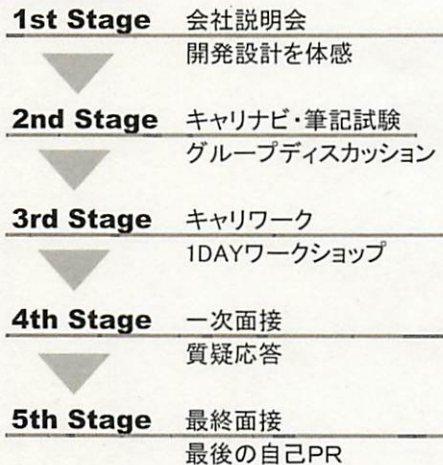 1st Stage 会社説明会
開発設計を体感
2nd Stage キャリナビ・筆記試験
グループディスカッション
3rd Stage キャリワーク
1DAYワークショップ
4th Stage 一次面接
質疑応答
5th Stage 最終面接
最後の自己PR